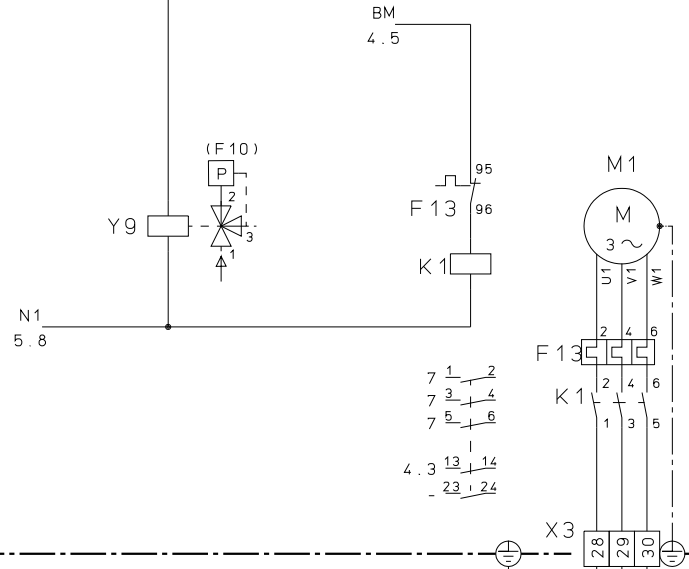 BM
4.5
(F10)
P
2
3
1
Y9
95
F13
96
K1
N1
5.8
7 1 2
7 3 4
7 5 6
4.3 13 14
- 23 24
M1
M
3~
U1 V1 W1
2 4 6
F13
2 4 6
K1
1 3 5
X3
28 29 30